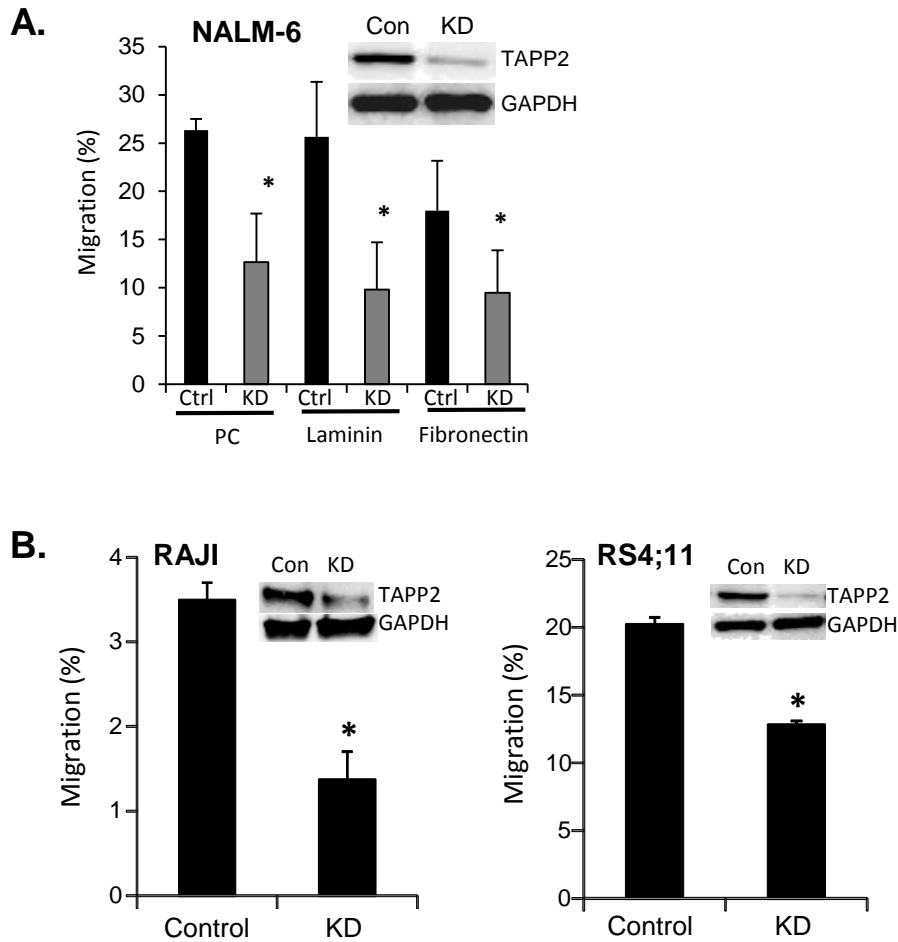 A.
NALM-6
Con KD
TAPP2
GAPDH
Migration (%)
35
30
25
20
15
10
5
0
* * *
Ctrl KD Ctrl KD Ctrl KD
PC Laminin Fibronectin
B.
RAJI
Con KD
TAPP2
GAPDH
Migration (%)
4
3
2
1
0
*
Control KD
RS4;11
Con KD
TAPP2
GAPDH
Migration (%)
25
20
15
10
5
0
*
Control KD